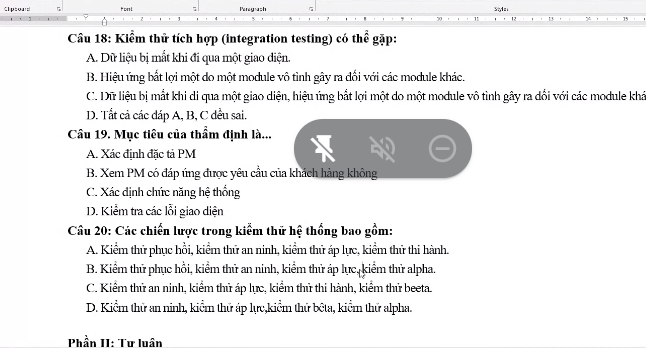 Clipboard Font Paragraph Styles
Câu 18: Kiểm thử tích hợp (integration testing) có thể gặp:
A. Dữ liệu bị mất khi đi qua một giao diện.
B. Hiệu ứng bất lợi một do một module vô tình gây ra đối với các module khác.
C. Dữ liệu bị mất khi di qua một giao diện, hiệu ứng bất lợi một do một module vô tình gây ra đối với các module khá
D. Tất cả các đáp A, B, C đều sai.
Câu 19. Mục tiêu của thẩm định là...
A. Xác định đặc tả PM
B. Xem PM có đáp ứng được yêu cầu của khách hàng không
C. Xác định chức năng hệ thống
D. Kiểm tra các lỗi giao diện
Câu 20: Các chiến lược trong kiểm thử hệ thống bao gồm:
A. Kiểm thử phục hồi, kiểm thử an ninh, kiểm thử áp lực, kiểm thử thi hành.
B. Kiểm thử phục hồi, kiểm thử an ninh, kiểm thử áp lực, kiểm thử alpha.
C. Kiểm thử an ninh, kiểm thử áp lực, kiểm thử thi hành, kiểm thử beeta.
D. Kiểm thử an ninh, kiểm thử áp lực,kiểm thử bêta, kiểm thử alpha.
Phần II: Tự luận